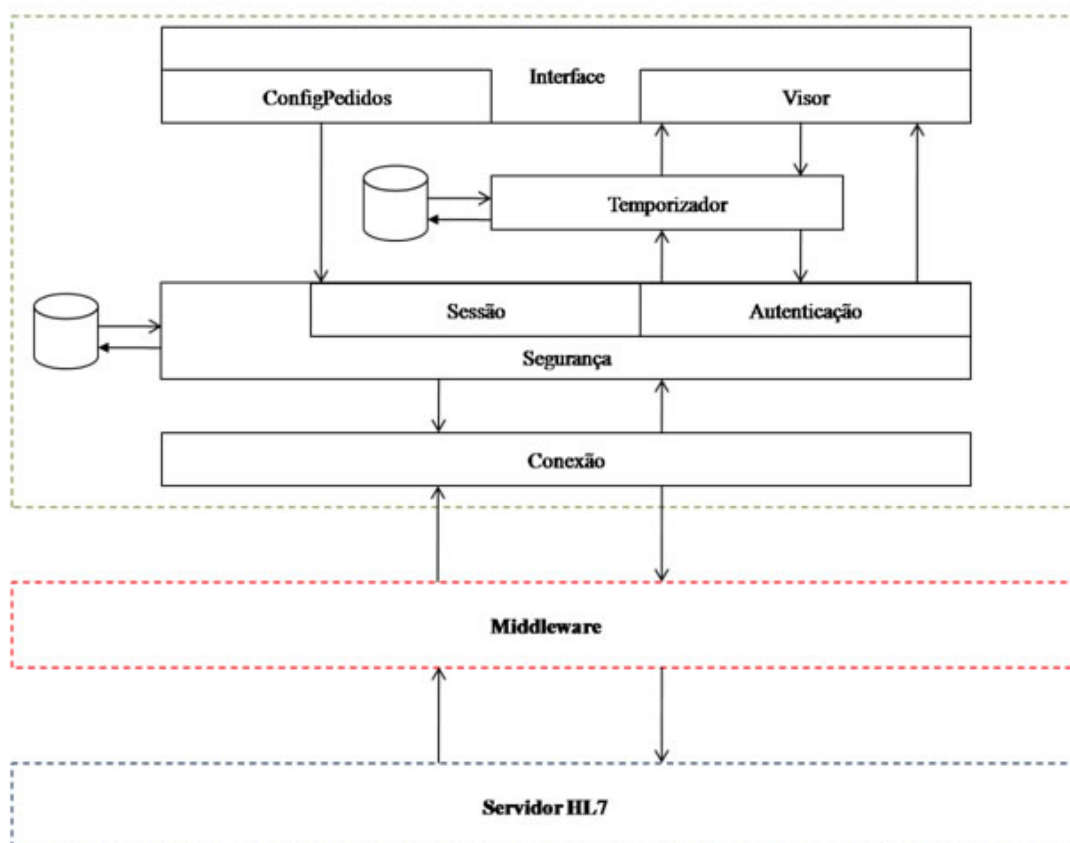 Interface
ConfigPedidos
Visor
Temporizador
Sessão
Autenticação
Segurança
Conexão
Middleware
Servidor HL7